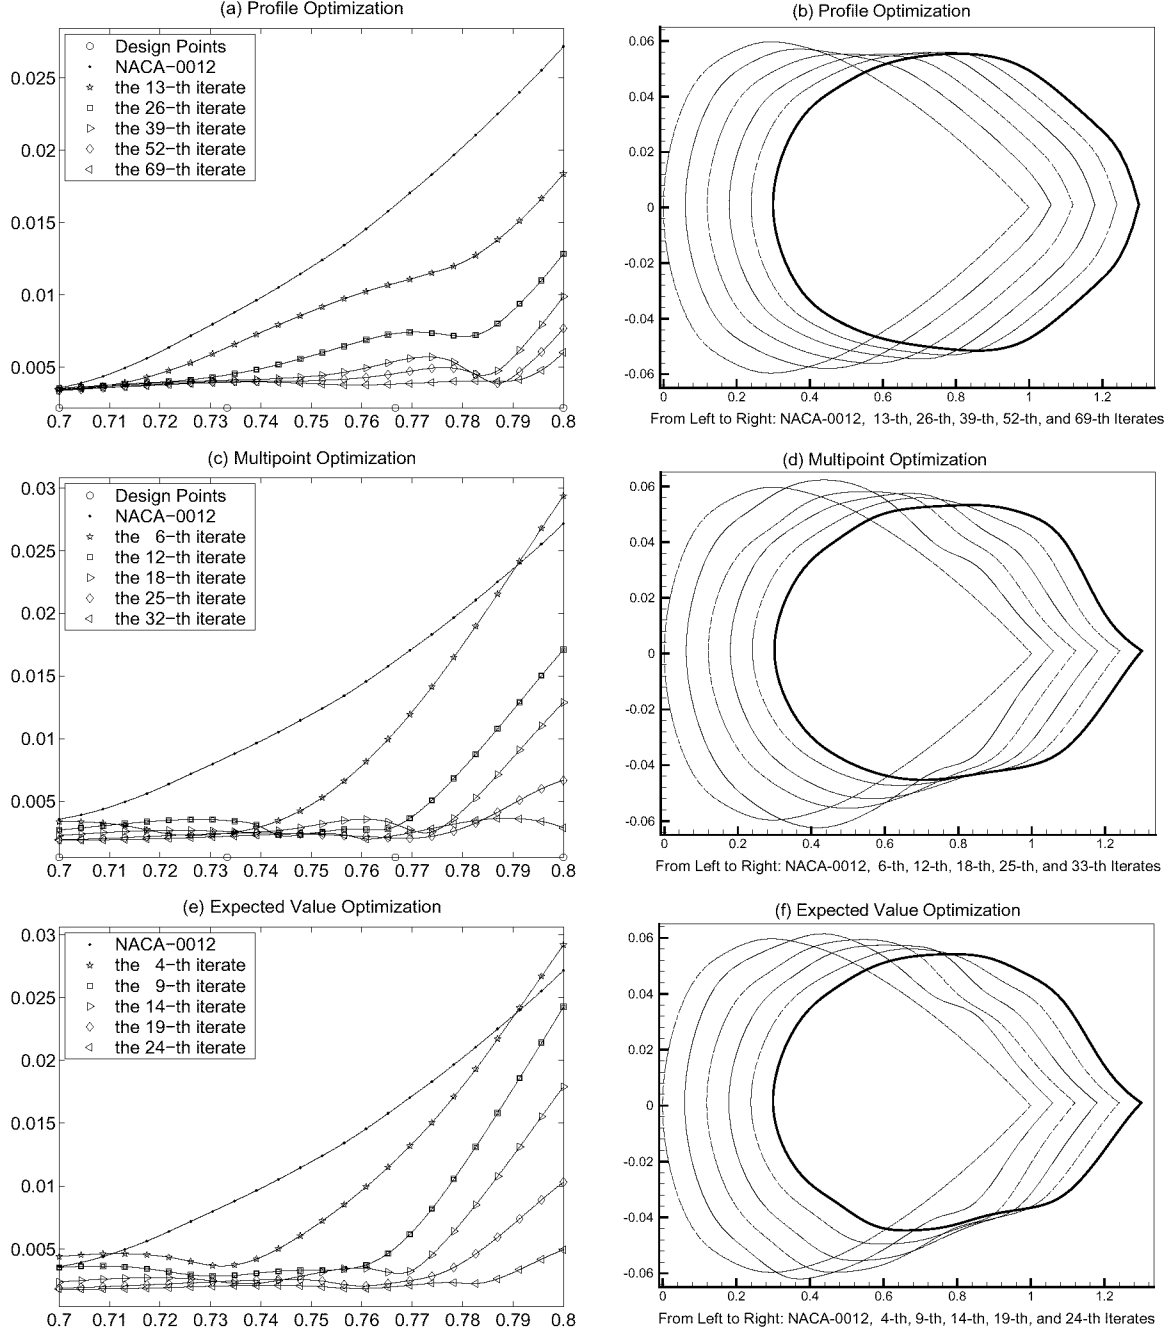 (a) Profile Optimization
Design Points
NACA-0012
the 13-th iterate
the 26-th iterate
the 39-th iterate
the 52-th iterate
the 69-th iterate
0.025
0.02
0.015
0.01
0.005
0.7 0.71 0.72 0.73 0.74 0.75 0.76 0.77 0.78 0.79 0.8
(b) Profile Optimization
0.06
0.04
0.02
0
-0.02
-0.04
-0.06
0 0.2 0.4 0.6 0.8 1 1.2
From Left to Right: NACA-0012, 13-th, 26-th, 39-th, 52-th, and 69-th Iterates
(c) Multipoint Optimization
Design Points
NACA-0012
the 6-th iterate
the 12-th iterate
the 18-th iterate
the 25-th iterate
the 32-th iterate
0.03
0.025
0.02
0.015
0.01
0.005
0.7 0.71 0.72 0.73 0.74 0.75 0.76 0.77 0.78 0.79 0.8
(d) Multipoint Optimization
0.06
0.04
0.02
0
-0.02
-0.04
-0.06
0 0.2 0.4 0.6 0.8 1 1.2
From Left to Right: NACA-0012, 6-th, 12-th, 18-th, 25-th, and 33-th Iterates
(e) Expected Value Optimization
NACA-0012
the 4-th iterate
the 9-th iterate
the 14-th iterate
the 19-th iterate
the 24-th iterate
0.03
0.025
0.02
0.015
0.01
0.005
0.7 0.71 0.72 0.73 0.74 0.75 0.76 0.77 0.78 0.79 0.8
(f) Expected Value Optimization
0.06
0.04
0.02
0
-0.02
-0.04
-0.06
0 0.2 0.4 0.6 0.8 1 1.2
From Left to Right: NACA-0012, 4-th, 9-th, 14-th, 19-th, and 24-th Iterates